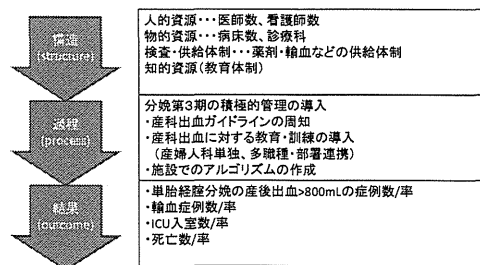 構造
(structure)
人的資源･･･医師数、看護師数
物的資源･･･病床数、診療科
検査･供給体制･･･薬剤･輸血などの供給体制
知的資源(教育体制)
過程
(process)
分娩第3期の積極的管理の導入
･産科出血ガイドラインの周知
･産科出血に対する教育･訓練の導入
(産婦人科単独、多職種･部署連携)
･施設でのアルゴリズムの作成
結果
(outcome)
･単胎経腟分娩の産後出血>800mLの症例数/率
･輸血症例数/率
･ICU入室数/率
･死亡数/率